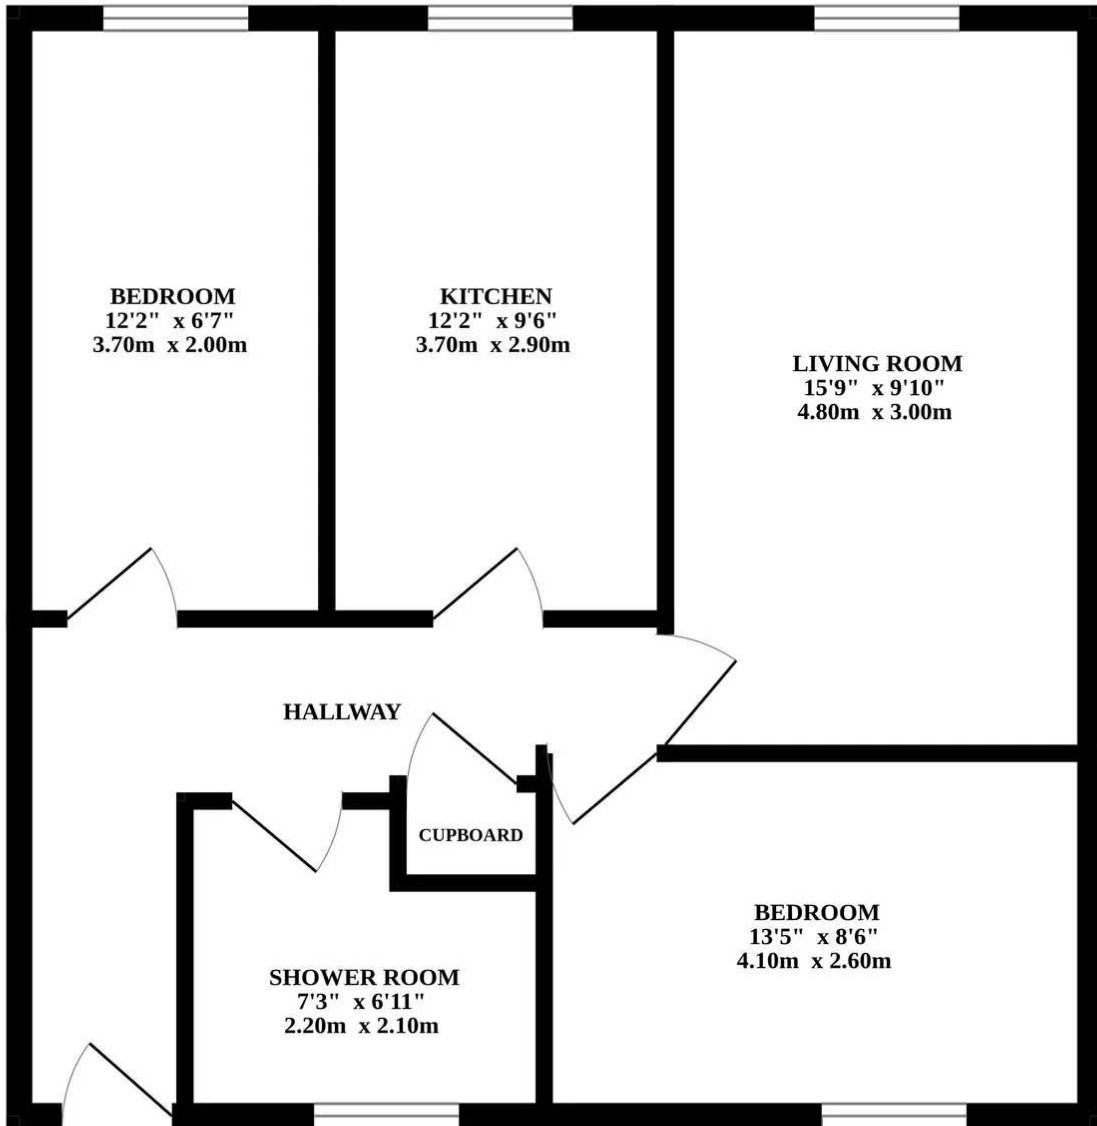 BEDROOM
12'2" x 6'7"
3.70m x 2.00m
KITCHEN
12'2" x 9'6"
3.70m x 2.90m
LIVING ROOM
15'9" x 9'10"
4.80m x 3.00m
HALLWAY
CUPBOARD
BEDROOM
13'5" x 8'6"
4.10m x 2.60m
SHOWER ROOM
7'3" x 6'11"
2.20m x 2.10m